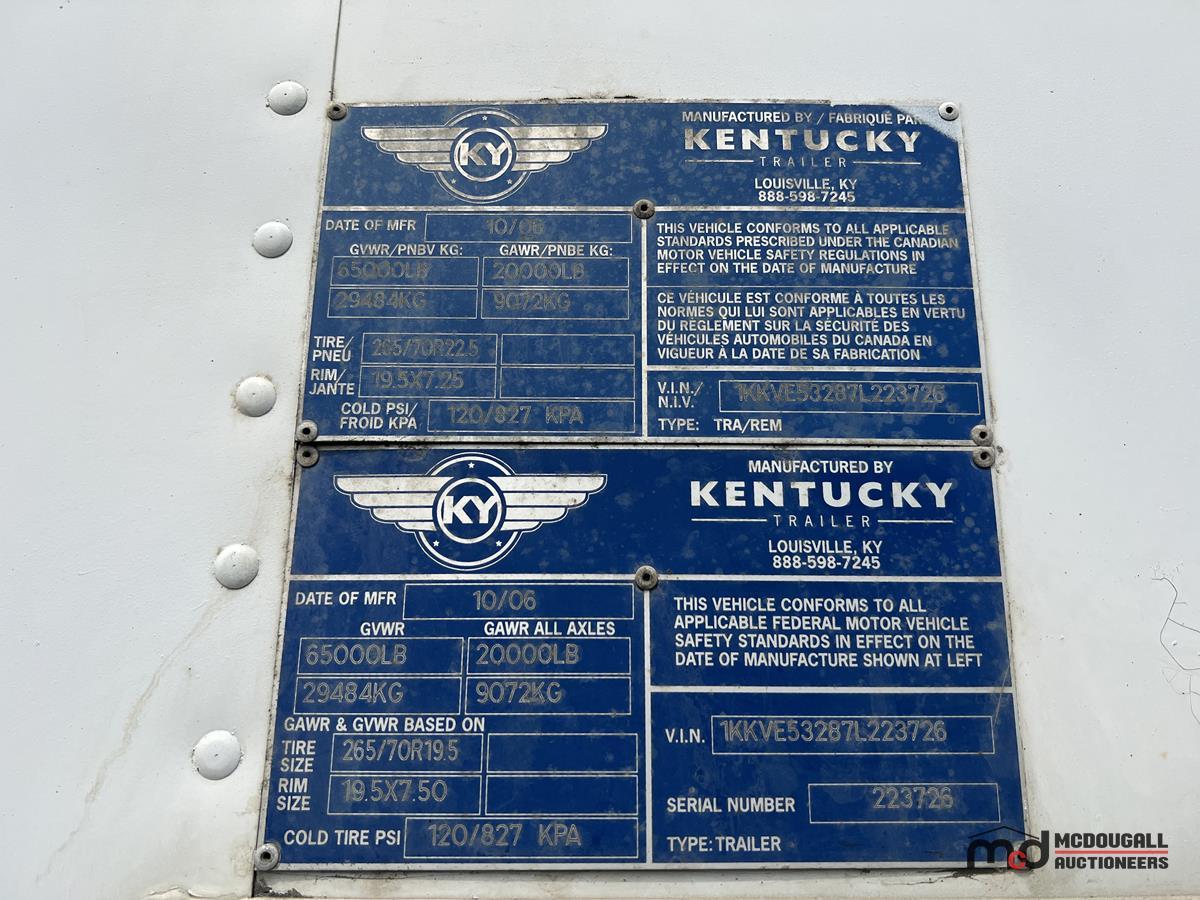 KY
MANUFACTURED BY / FABRIQUÉ PAR
KENTUCKY
TRAILER
LOUISVILLE, KY
888-598-7245
DATE OF MFR 10/06
GVWR/PNBV KG: GAWR/PNBE KG:
65000LB 20000LB
29484KG 9072KG
TIRE/
PNEU 265/70R22.5
RIM/
JANTE 19.5X7.25
COLD PSI/
FROID KPA 120/827 KPA
THIS VEHICLE CONFORMS TO ALL APPLICABLE
STANDARDS PRESCRIBED UNDER THE CANADIAN
MOTOR VEHICLE SAFETY REGULATIONS IN
EFFECT ON THE DATE OF MANUFACTURE
CE VÉHICULE EST CONFORME À TOUTES LES
NORMES QUI LUI SONT APPLICABLES EN VERTU
DU RÈGLEMENT SUR LA SÉCURITÉ DES
VÉHICULES AUTOMOBILES DU CANADA EN
VIGUEUR À LA DATE DE SA FABRICATION
V.I.N./
N.I.V. 1KKVE53287L223726
TYPE: TRA/REM
KY
MANUFACTURED BY
KENTUCKY
TRAILER
LOUISVILLE, KY
888-598-7245
DATE OF MFR 10/06
GVWR GAWR ALL AXLES
65000LB 20000LB
29484KG 9072KG
GAWR & GVWR BASED ON
TIRE
SIZE 265/70R19.5
RIM
SIZE 19.5X7.50
COLD TIRE PSI 120/827 KPA
THIS VEHICLE CONFORMS TO ALL
APPLICABLE FEDERAL MOTOR VEHICLE
SAFETY STANDARDS IN EFFECT ON THE
DATE OF MANUFACTURE SHOWN AT LEFT
V.I.N. 1KKVE53287L223726
SERIAL NUMBER 223726
TYPE: TRAILER
mcd MCDOUGALL
AUCTIONEERS